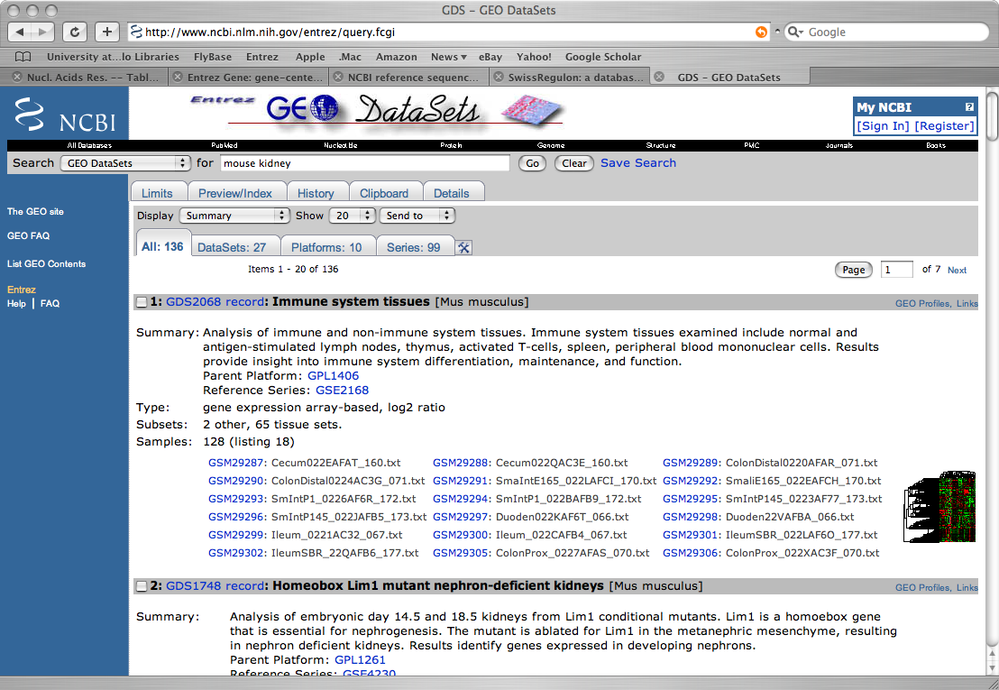 GDS - GEO DataSets
http://www.ncbi.nlm.nih.gov/entrez/query.fcgi
Google
University at...lo Libraries FlyBase Entrez Apple .Mac Amazon News eBay Yahoo! Google Scholar
Nucl. Acids Res. -- Tabl... Entrez Gene: gene-cente... NCBI reference sequenc... SwissRegulon: a databas... GDS - GEO DataSets
NCBI
Entrez GEO DataSets
My NCBI ?
[Sign In] [Register]
All Databases PubMed Nucleotide Protein Genome Structure PMC Journals Books
Search GEO DataSets for mouse kidney Go Clear Save Search
Limits Preview/Index History Clipboard Details
Display Summary Show 20 Send to
All: 136 DataSets: 27 Platforms: 10 Series: 99
Items 1 - 20 of 136
Page 1 of 7 Next
The GEO site
GEO FAQ
List GEO Contents
Entrez
Help | FAQ
1: GDS2068 record: Immune system tissues [Mus musculus] GEO Profiles, Links
Summary: Analysis of immune and non-immune system tissues. Immune system tissues examined include normal and
antigen-stimulated lymph nodes, thymus, activated T-cells, spleen, peripheral blood mononuclear cells. Results
provide insight into immune system differentiation, maintenance, and function.
Parent Platform: GPL1406
Reference Series: GSE2168
Type: gene expression array-based, log2 ratio
Subsets: 2 other, 65 tissue sets.
Samples: 128 (listing 18)
GSM29287: Cecum022EAFAT_160.txt GSM29288: Cecum022QAC3E_160.txt GSM29289: ColonDistal0220AFAR_071.txt
GSM29290: ColonDistal0224AC3G_071.txt GSM29291: SmaIntE165_022LAFCI_170.txt GSM29292: SmaliE165_022EAFCH_170.txt
GSM29293: SmIntP1_0226AF6R_172.txt GSM29294: SmIntP1_022BAFB9_172.txt GSM29295: SmIntP145_0223AF77_173.txt
GSM29296: SmIntP145_022JAFB5_173.txt GSM29297: Duoden022KAF6T_066.txt GSM29298: Duoden22VAFBA_066.txt
GSM29299: Ileum_0221AC32_067.txt GSM29300: Ileum_022CAFB4_067.txt GSM29301: IleumSBR_022LAF6O_177.txt
GSM29302: IleumSBR_22QAFB6_177.txt GSM29305: ColonProx_0227AFAS_070.txt GSM29306: ColonProx_022XAC3F_070.txt
2: GDS1748 record: Homeobox Lim1 mutant nephron-deficient kidneys [Mus musculus] GEO Profiles, Links
Summary: Analysis of embryonic day 14.5 and 18.5 kidneys from Lim1 conditional mutants. Lim1 is a homoebox gene
that is essential for nephrogenesis. The mutant is ablated for Lim1 in the metanephric mesenchyme, resulting
in nephron deficient kidneys. Results identify genes expressed in developing nephrons.
Parent Platform: GPL1261
Reference Series: GSE4230